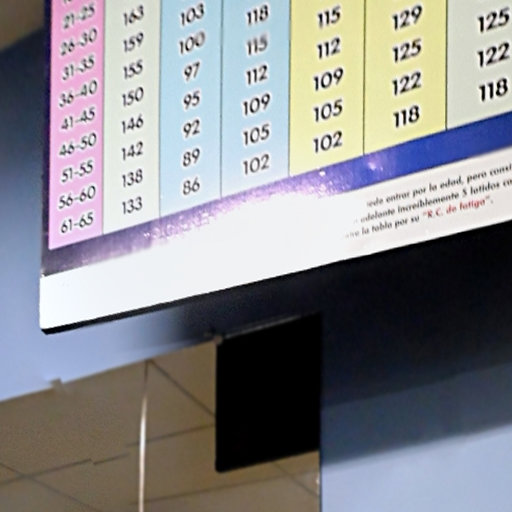 21-25
26-30 163
31-35 159 103
36-40 155 100 118
41-45 150 97 115 115
46-50 146 95 112 112 129
51-55 142 92 109 109 125 125
56-60 138 89 105 105 122 122
61-65 133 86 102 102 118 118
entrar por la edad, pero
adelante increíblemente 5 latidos
la tabla por su "R.C. de fatiga".